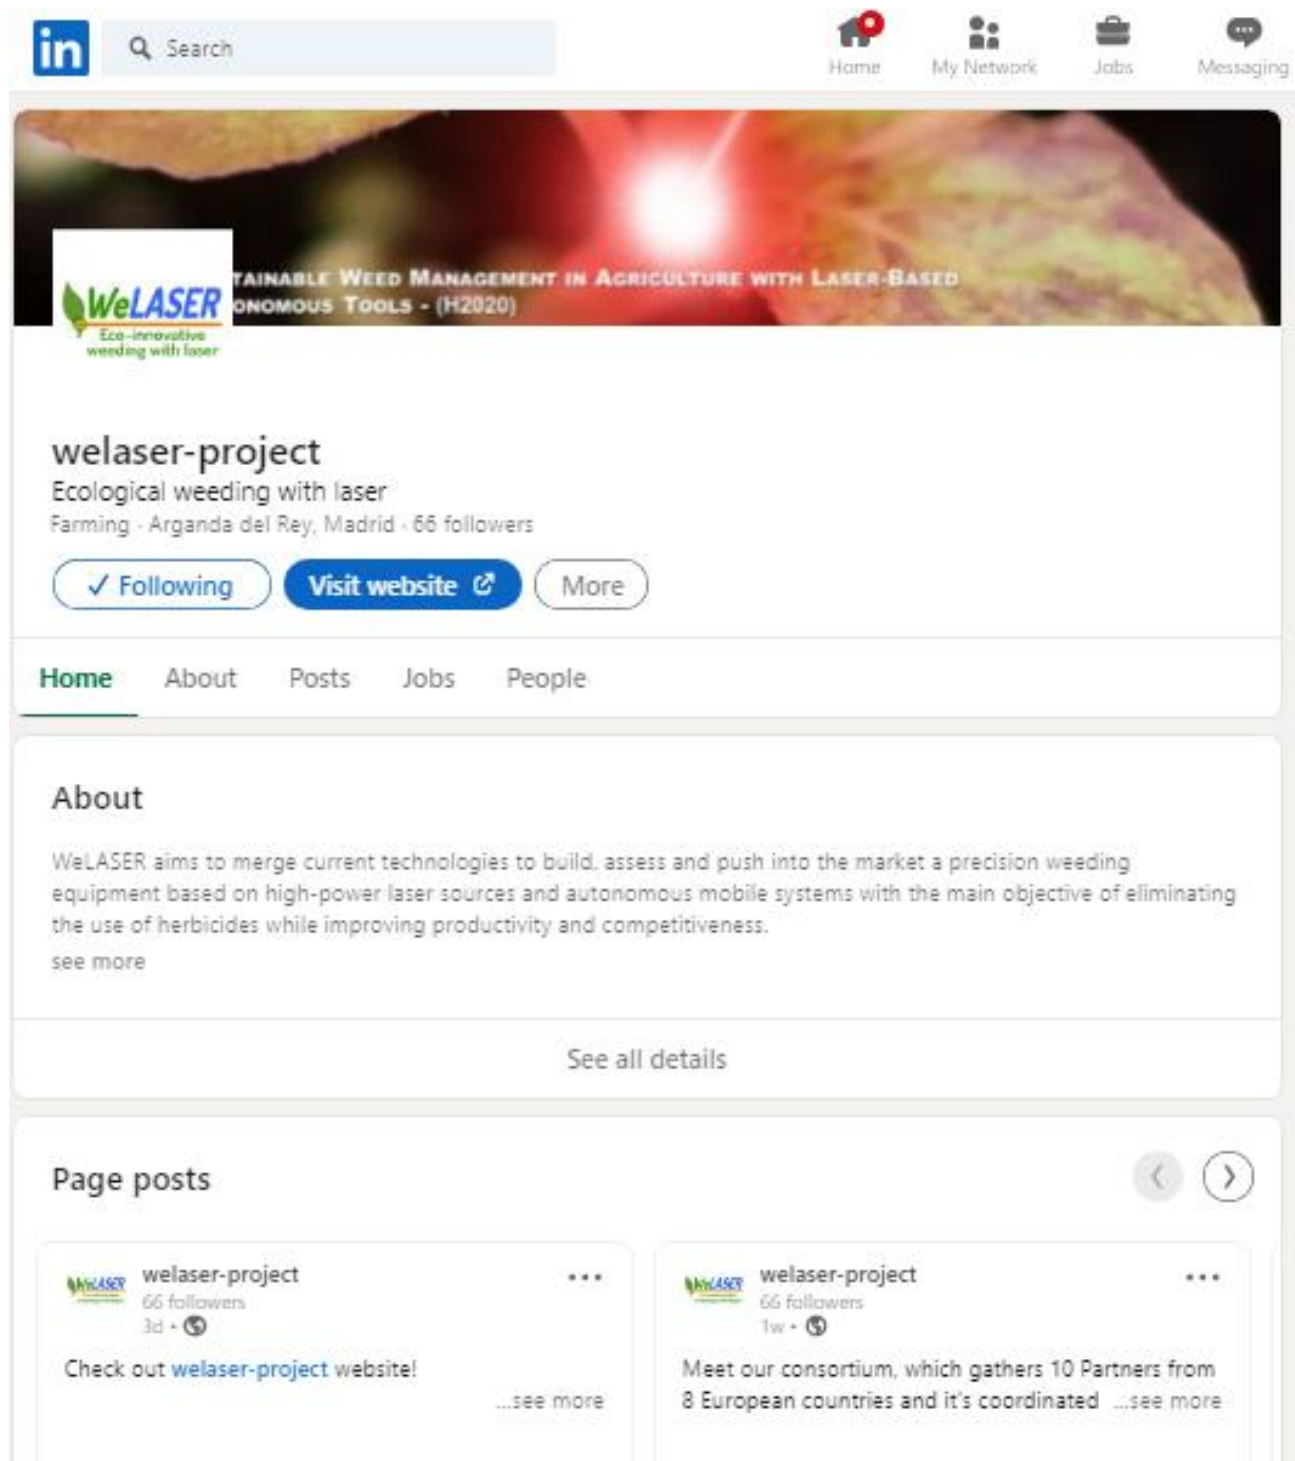 in
Search
Home
My Network
Jobs
Messaging
TAINABLE WEED MANAGEMENT IN AGRICULTURE WITH LASER-BASED
ONOMOUS TOOLS - (H2020)
WeLASER
Eco-innovative
weeding with laser
welaser-project
Ecological weeding with laser
Farming · Arganda del Rey, Madrid · 66 followers
✓ Following
Visit website
More
Home
About
Posts
Jobs
People
About
WeLASER aims to merge current technologies to build, assess and push into the market a precision weeding
equipment based on high-power laser sources and autonomous mobile systems with the main objective of eliminating
the use of herbicides while improving productivity and competitiveness.
see more
See all details
Page posts
WeLASER
welaser-project
66 followers
3d •
Check out welaser-project website!
...see more
WeLASER
welaser-project
66 followers
1w •
Meet our consortium, which gathers 10 Partners from
8 European countries and it's coordinated ...see more